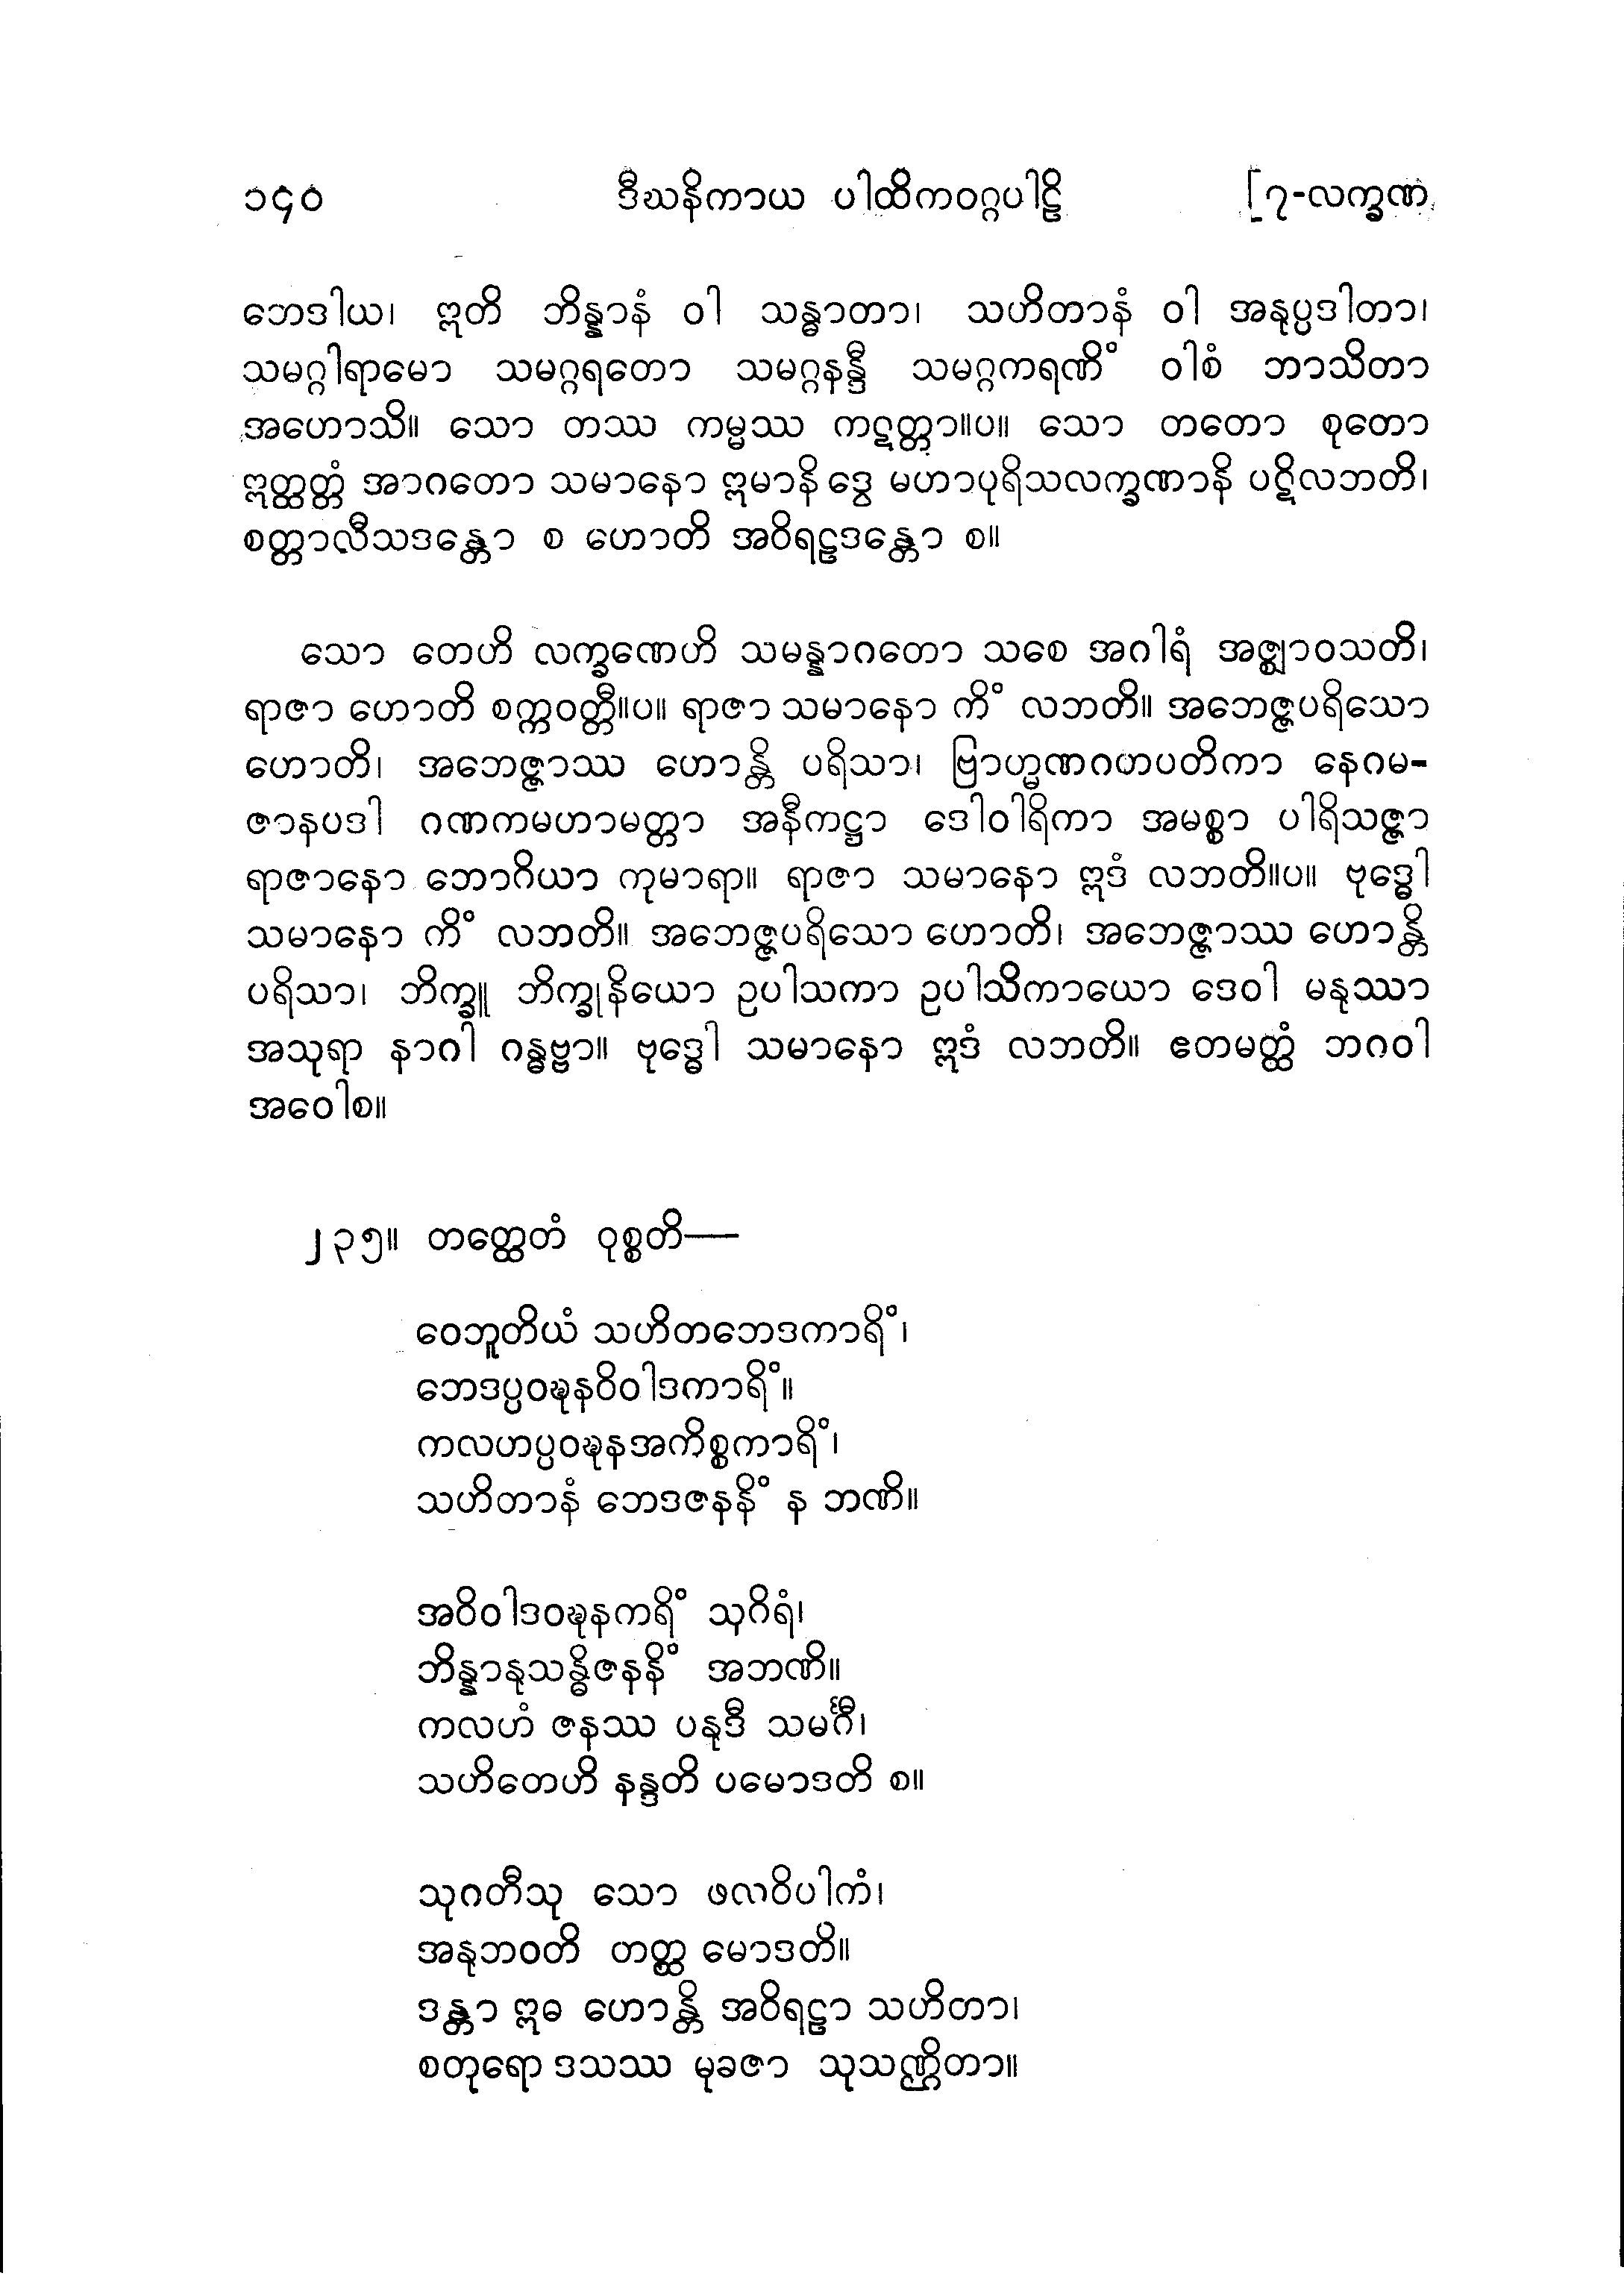 ၁၄၀ ဒီဃနိကာယ ပါထိကဝဂ္ဂပါဠိ [၇-လက္ခဏ
ဘေဒါယ၊ ဣတိ ဘိန္နာနံ ဝါ သန္ဓာတာ၊ သဟိတာနံ ဝါ အနုပ္ပဒါတာ၊
သမဂ္ဂါရာမော သမဂ္ဂရတော သမဂ္ဂနန္ဒီ သမဂ္ဂကရဏိံ ဝါစံ ဘာသိတာ
အဟောသိ။ သော တဿ ကမ္မဿ ကဋတ္တာ။ပ။ သော တတော စုတော
ဣတ္ထတ္တံ အာဂတော သမာနော ဣမာနိ ဒွေ မဟာပုရိသလက္ခဏာနိ ပဋိလဘတိ၊
စတ္တာလီသဒန္တော စ ဟောတိ အဝိရဠဒန္တော စ။
သော တေဟိ လက္ခဏေဟိ သမန္နာဂတော သစေ အဂါရံ အဇ္ဈာဝသတိ၊
ရာဇာ ဟောတိ စက္ကဝတ္တီ။ပ။ ရာဇာ သမာနော ကိံ လဘတိ။ အဘေဇ္ဇပရိသော
ဟောတိ၊ အဘေဇ္ဇာဿ ဟောန္တိ ပရိသာ၊ ဗြာဟ္မဏဂဟပတိကာ နေဂမ-
ဇာနပဒါ ဂဏကမဟာမတ္တာ အနီကဋ္ဌာ ဒေါဝါရိကာ အမစ္စာ ပါရိသဇ္ဇာ
ရာဇာနော ဘောဂိယာ ကုမာရာ။ ရာဇာ သမာနော ဣဒံ လဘတိ။ပ။ ဗုဒ္ဓေါ
သမာနော ကိံ လဘတိ။ အဘေဇ္ဇပရိသော ဟောတိ၊ အဘေဇ္ဇာဿ ဟောန္တိ
ပရိသာ၊ ဘိက္ခူ ဘိက္ခုနိယော ဥပါသကာ ဥပါသိကာယော ဒေဝါ မနုဿာ
အသုရာ နာဂါ ဂန္ဓဗ္ဗာ။ ဗုဒ္ဓေါ သမာနော ဣဒံ လဘတိ။ ဧတမတ္ထံ ဘဂဝါ
အဝေါစ။
၂၃၅။ တတ္ထေတံ ဝုစ္စတိ—
ဝေဘူတိယံ သဟိတဘေဒကာရိံ၊
ဘေဒပ္ပဝဍ္ဎနဝိဝါဒကာရိံ။
ကလဟပ္ပဝဍ္ဎနအကိစ္စကာရိံ၊
သဟိတာနံ ဘေဒဇနနိံ န ဘဏိ။
အဝိဝါဒဝဍ္ဎနကရိံ သုဂိရံ၊
ဘိန္နာနုသန္ဓိဇနနိံ အဘဏိ။
ကလဟံ ဇနဿ ပနုဒီ သမင်္ဂီ၊
သဟိတေဟိ နန္ဒတိ ပမောဒတိ စ။
သုဂတီသု သော ဖလဝိပါကံ၊
အနုဘဝတိ တတ္ထ မောဒတိ။
ဒန္တာ ဣဓ ဟောန္တိ အဝိရဠာ သဟိတာ၊
စတုရော ဒသဿ မုခဇာ သုသဏ္ဌိတာ။